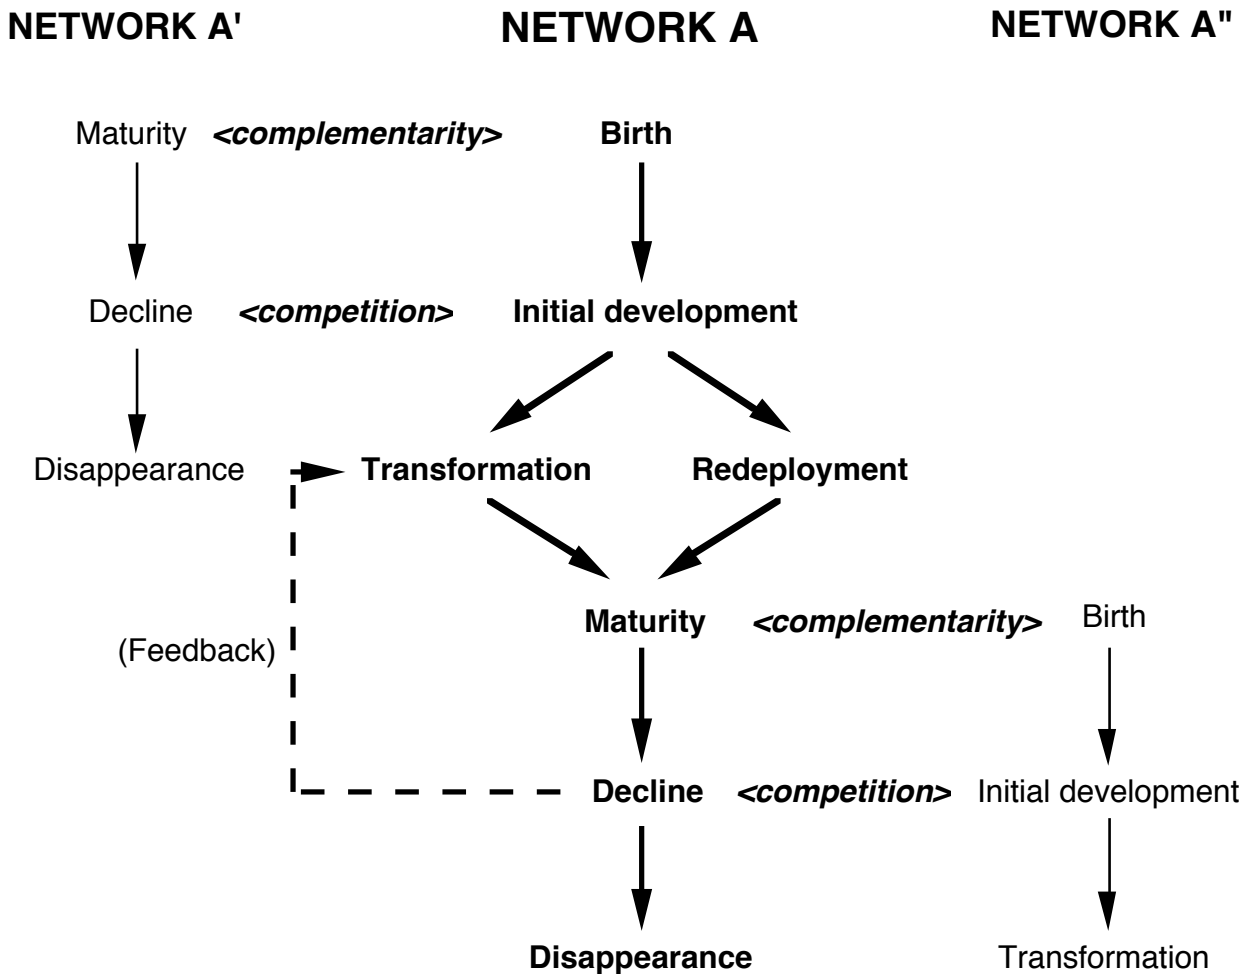 NETWORK A' NETWORK A NETWORK A"
Maturity <complementarity> Birth
Decline <competition> Initial development
Disappearance Transformation Redeployment
Maturity <complementarity> Birth
(Feedback)
Decline <competition> Initial development
Disappearance Transformation